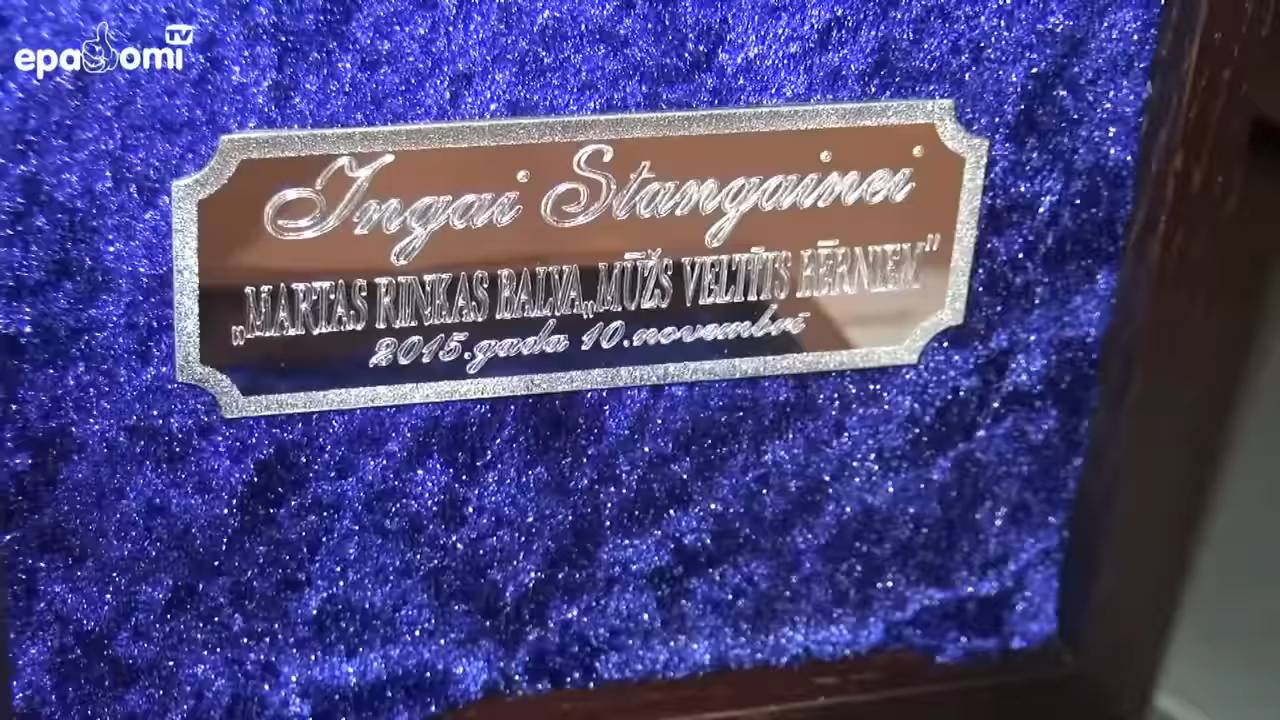 epadomi TV
Ingai Stangainei
„MARTAS RINKAS BALVA„MŪŽS VELTĪTS BĒRNIEM"
2015.gada 10.novembrī